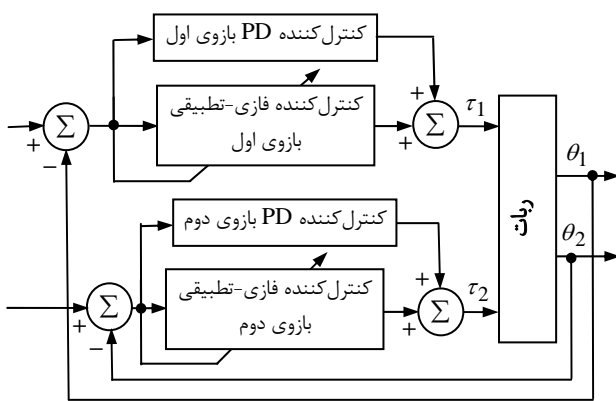 کنترل‌کننده PD بازوی اول
کنترل‌کننده فازی-تطبیقی
بازوی اول
Σ
+
−
+
+
Σ
τ1
θ1
ربات
کنترل‌کننده PD بازوی دوم
θ2
کنترل‌کننده فازی-تطبیقی
بازوی دوم
Σ
+
−
+
+
Σ
τ2